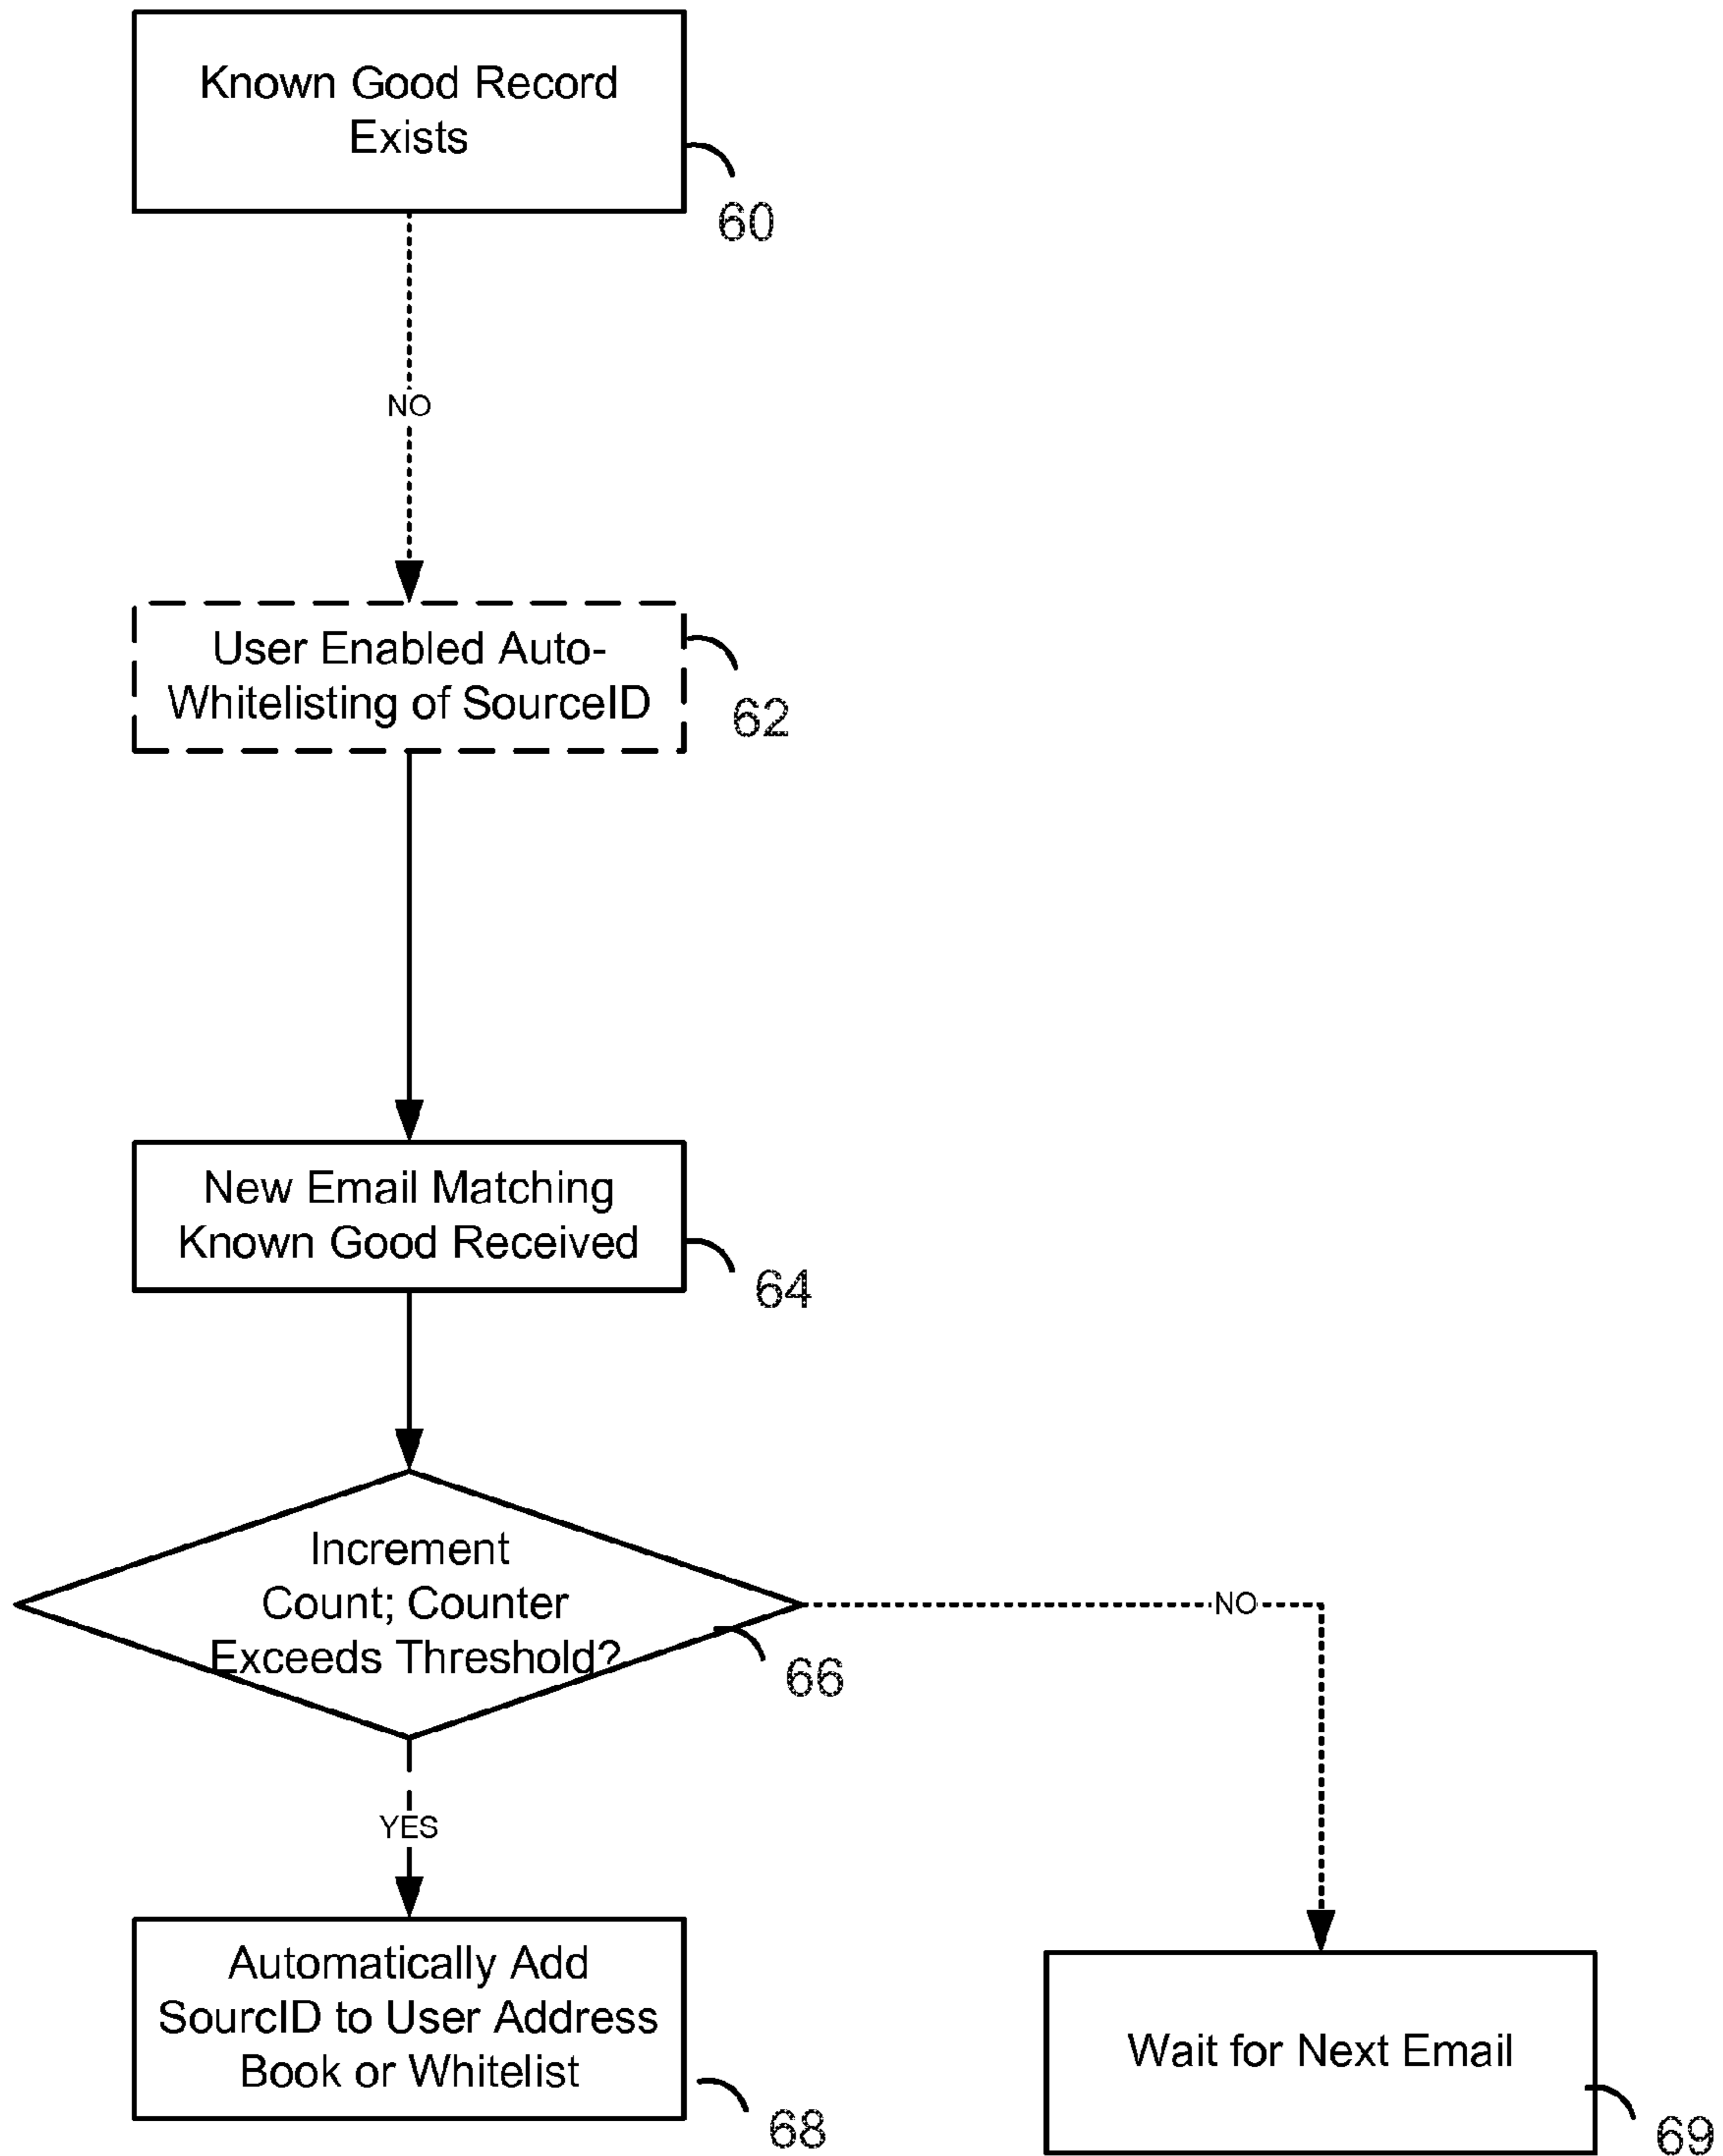 Known Good Record
Exists
60
NO
User Enabled Auto-
Whitelisting of SourceID
62
New Email Matching
Known Good Received
64
Increment
Count; Counter
Exceeds Threshold?
66
NO
YES
Automatically Add
SourcID to User Address
Book or Whitelist
68
Wait for Next Email
69